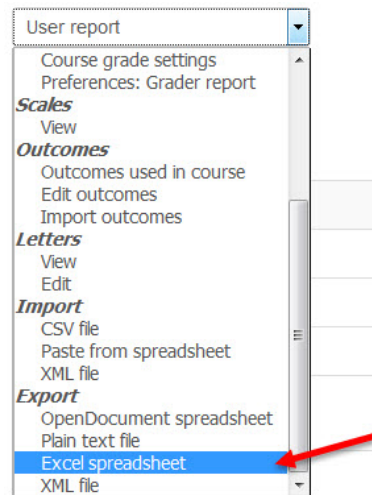 User report
Course grade settings
Preferences: Grader report
Scales
View
Outcomes
Outcomes used in course
Edit outcomes
Import outcomes
Letters
View
Edit
Import
CSV file
Paste from spreadsheet
XML file
Export
OpenDocument spreadsheet
Plain text file
Excel spreadsheet
XML file